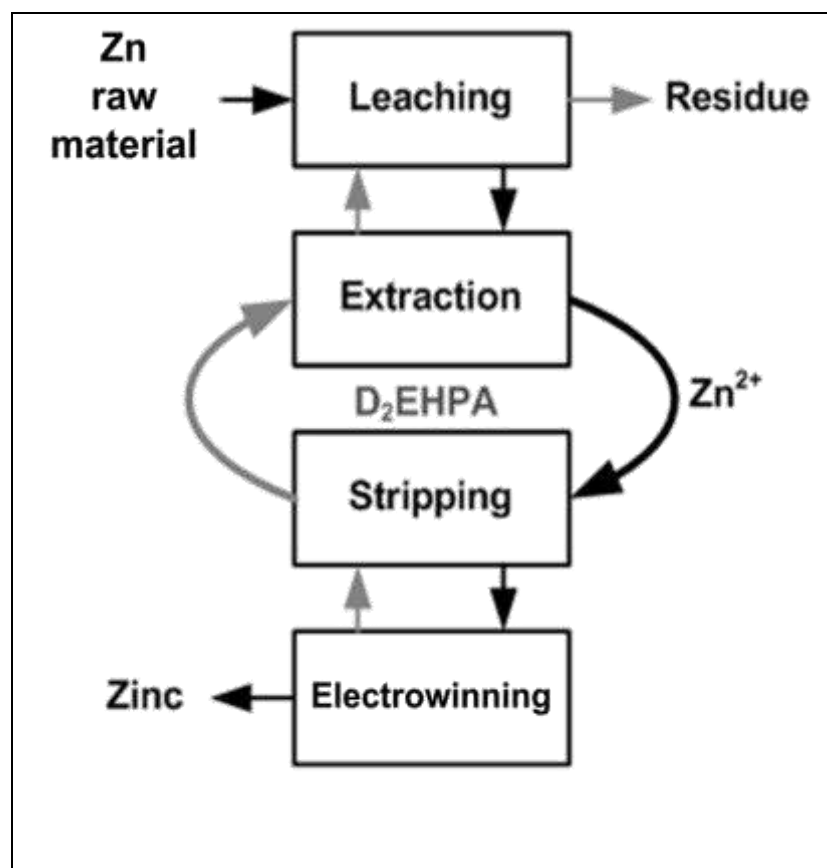 Zn
raw
material
Leaching
Residue
Extraction
D₂EHPA
Zn²⁺
Stripping
Zinc
Electrowinning